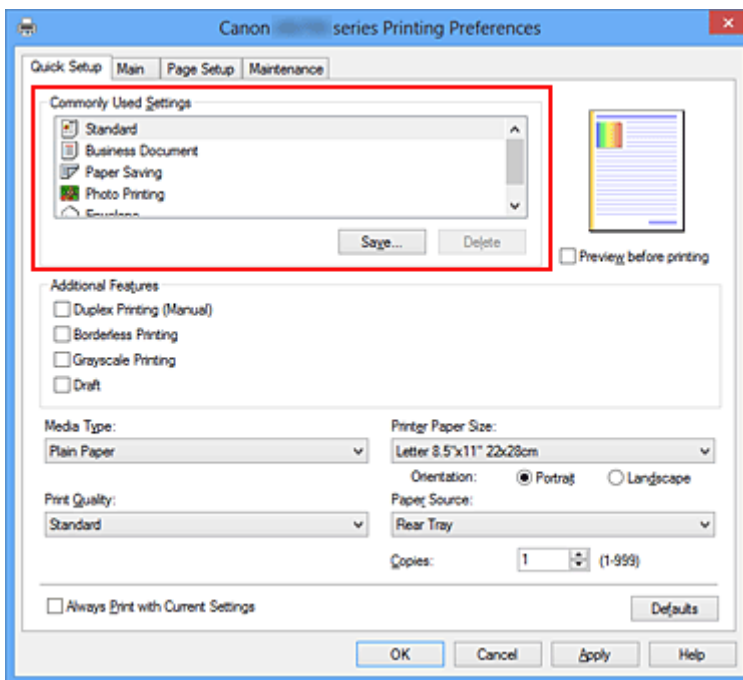 Canon series Printing Preferences
Quick Setup Main Page Setup Maintenance
Commonly Used Settings
Standard
Business Document
Paper Saving
Photo Printing
Envelope
Save... Delete
Preview before printing
Additional Features
Duplex Printing (Manual)
Borderless Printing
Grayscale Printing
Draft
Media Type:
Plain Paper
Printer Paper Size:
Letter 8.5"x11" 22x28cm
Orientation: Portrait Landscape
Print Quality:
Standard
Paper Source:
Rear Tray
Copies: 1 (1-999)
Always Print with Current Settings
Defaults
OK Cancel Apply Help